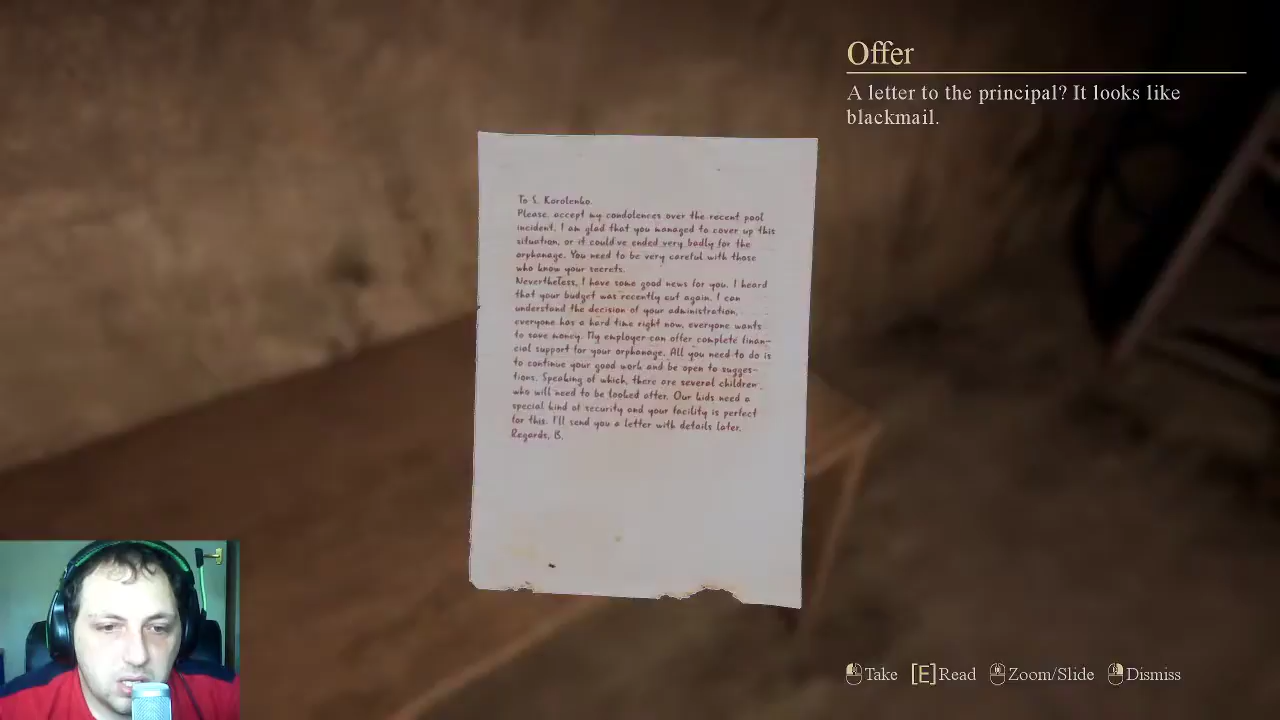 Offer
A letter to the principal? It looks like
blackmail.
To S. Korolenko.
Please, accept my condolences over the recent pool
incident. I am glad that you managed to cover up this
situation, or it could've ended very badly for the
orphanage. You need to be very careful with those
who know your secrets.
Nevertheless, I have some good news for you. I heard
that your budget was recently cut again. I can
understand the decision of your administration,
everyone has a hard time right now, everyone wants
to save money. My employer can offer complete finan-
cial support for your orphanage. All you need to do is
to continue your good work and be open to sugges-
tions. Speaking of which, there are several children
who will need to be looked after. Our kids need a
special kind of security and your facility is perfect
for this. I'll send you a letter with details later.
Regards, B.
Take [E]Read Zoom/Slide Dismiss